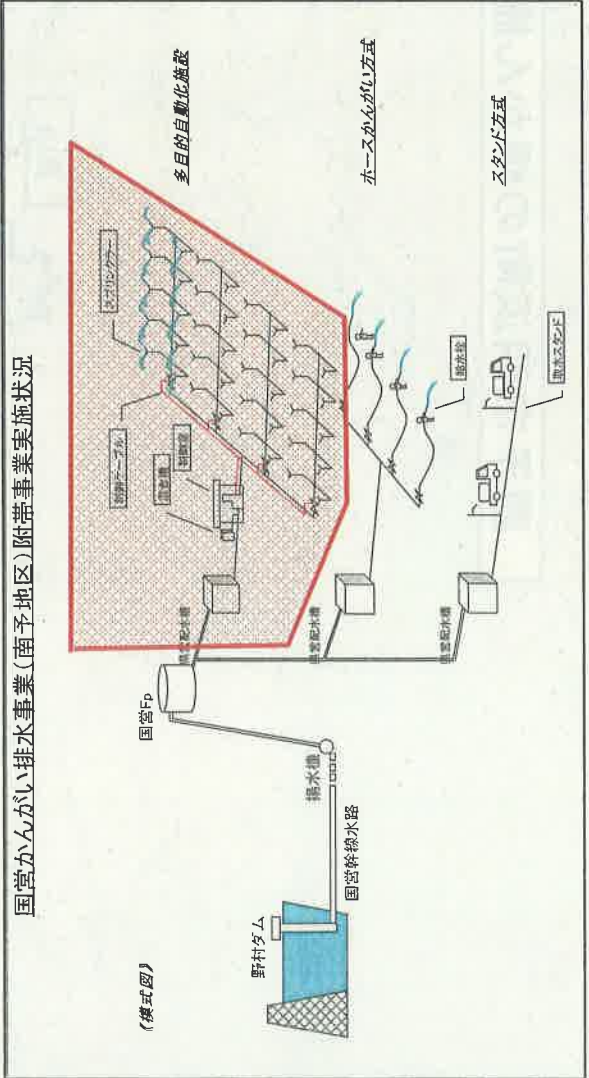 国営かんがい排水事業(南予地区)附帯事業実施状況
《模式図》
野村ダム
国営幹線水路
揚水機
国営Fp
県営配水槽
県営配水槽
県営配水槽
制御ケーブル
スプリンクラー
制御室
多目的自動化施設
ホースかんがい方式
給水栓
スタンド方式
取水スタンド